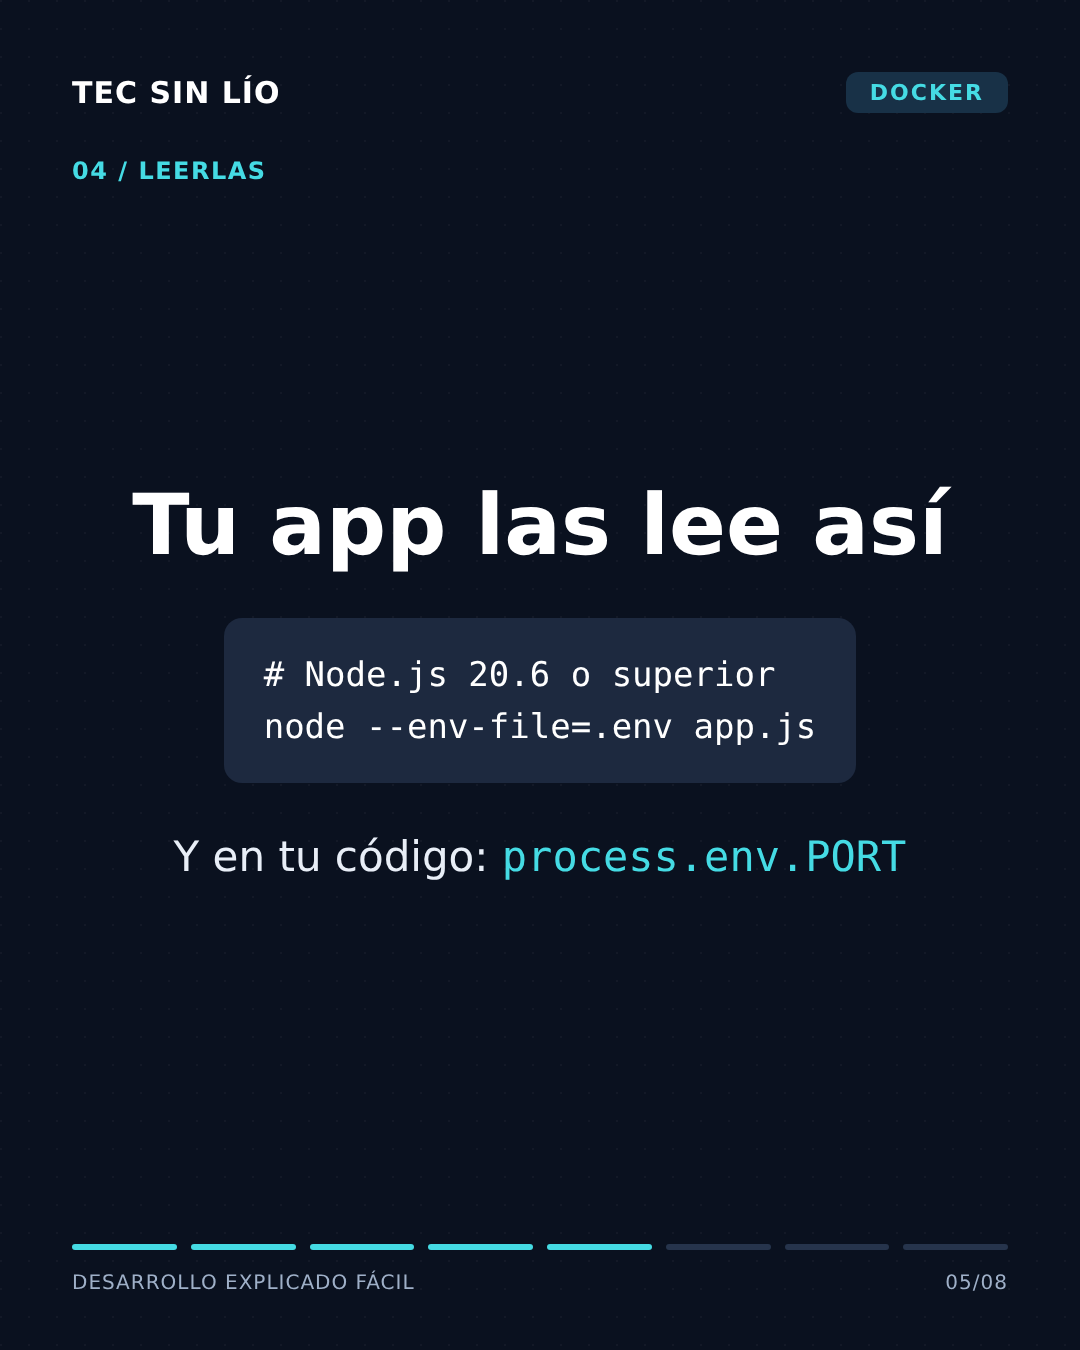 TEC SIN LÍO
DOCKER
04 / LEERLAS
Tu app las lee así
# Node.js 20.6 o superior
node --env-file=.env app.js
Y en tu código: process.env.PORT
DESARROLLO EXPLICADO FÁCIL
05/08